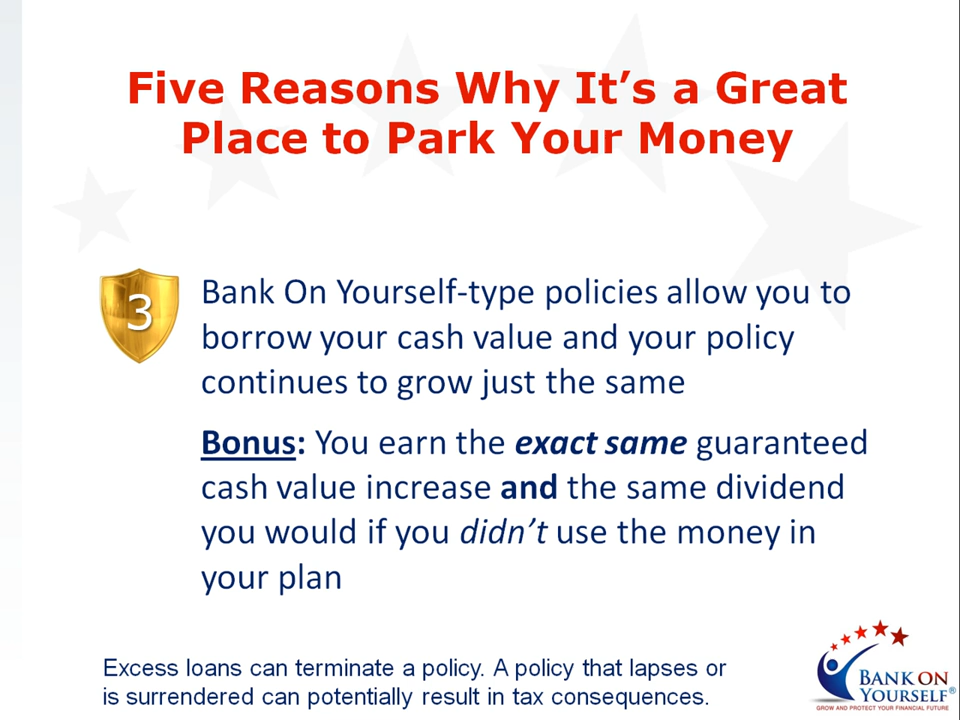 Five Reasons Why It’s a Great
Place to Park Your Money
3
Bank On Yourself-type policies allow you to
borrow your cash value and your policy
continues to grow just the same
Bonus: You earn the exact same guaranteed
cash value increase and the same dividend
you would if you didn’t use the money in
your plan
Excess loans can terminate a policy. A policy that lapses or
is surrendered can potentially result in tax consequences.
BANK ON
YOURSELF®
GROW AND PROTECT YOUR FINANCIAL FUTURE